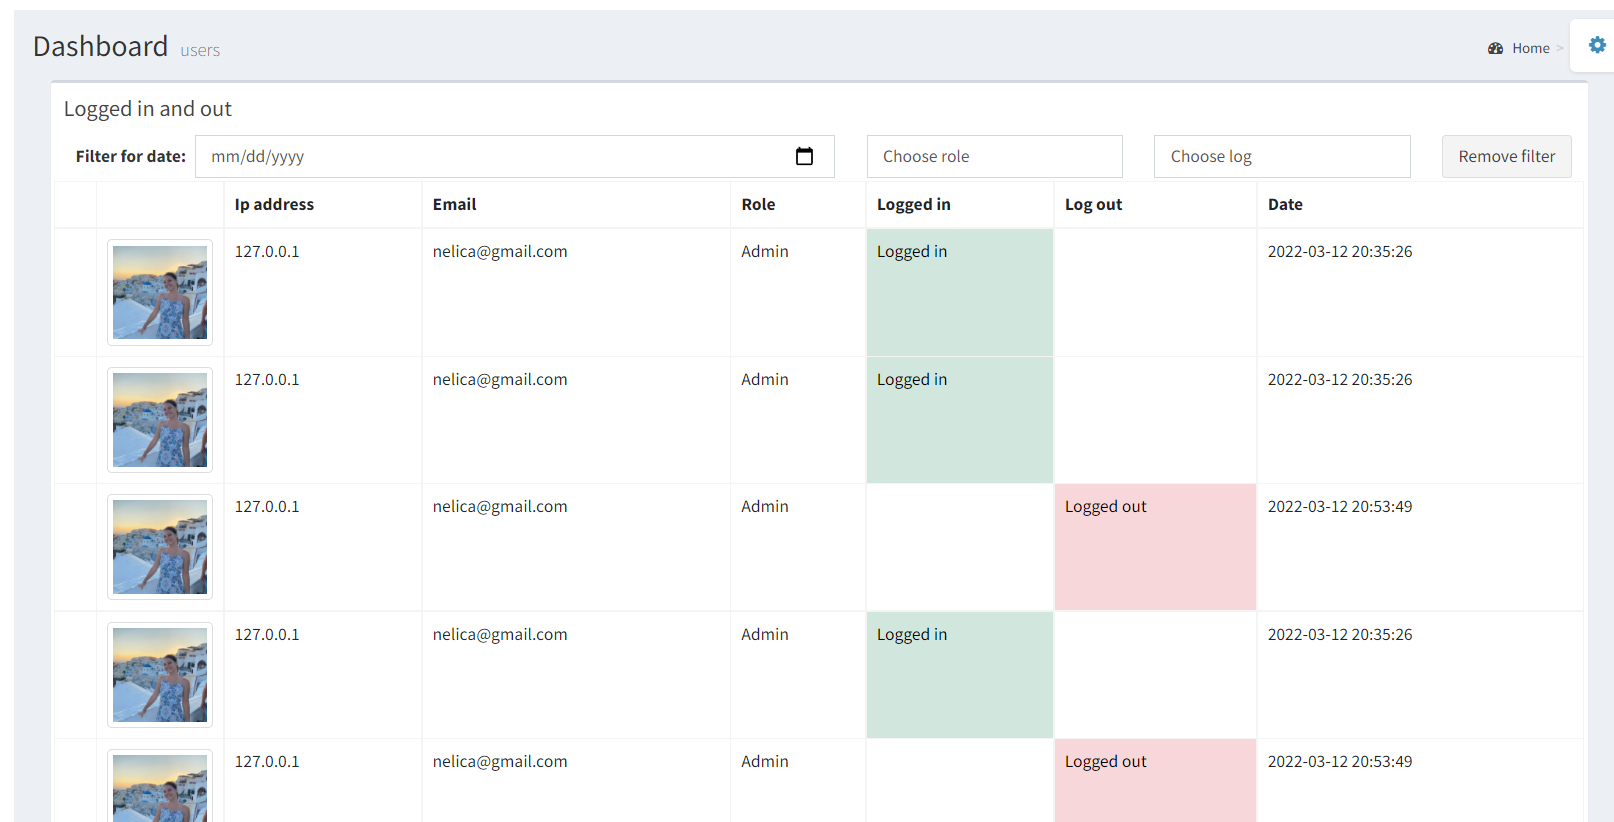 Dashboard users
Home >
Logged in and out
Filter for date: mm/dd/yyyy Choose role Choose log Remove filter
Ip address Email Role Logged in Log out Date
127.0.0.1 nelica@gmail.com Admin Logged in 2022-03-12 20:35:26
127.0.0.1 nelica@gmail.com Admin Logged in 2022-03-12 20:35:26
127.0.0.1 nelica@gmail.com Admin Logged out 2022-03-12 20:53:49
127.0.0.1 nelica@gmail.com Admin Logged in 2022-03-12 20:35:26
127.0.0.1 nelica@gmail.com Admin Logged out 2022-03-12 20:53:49